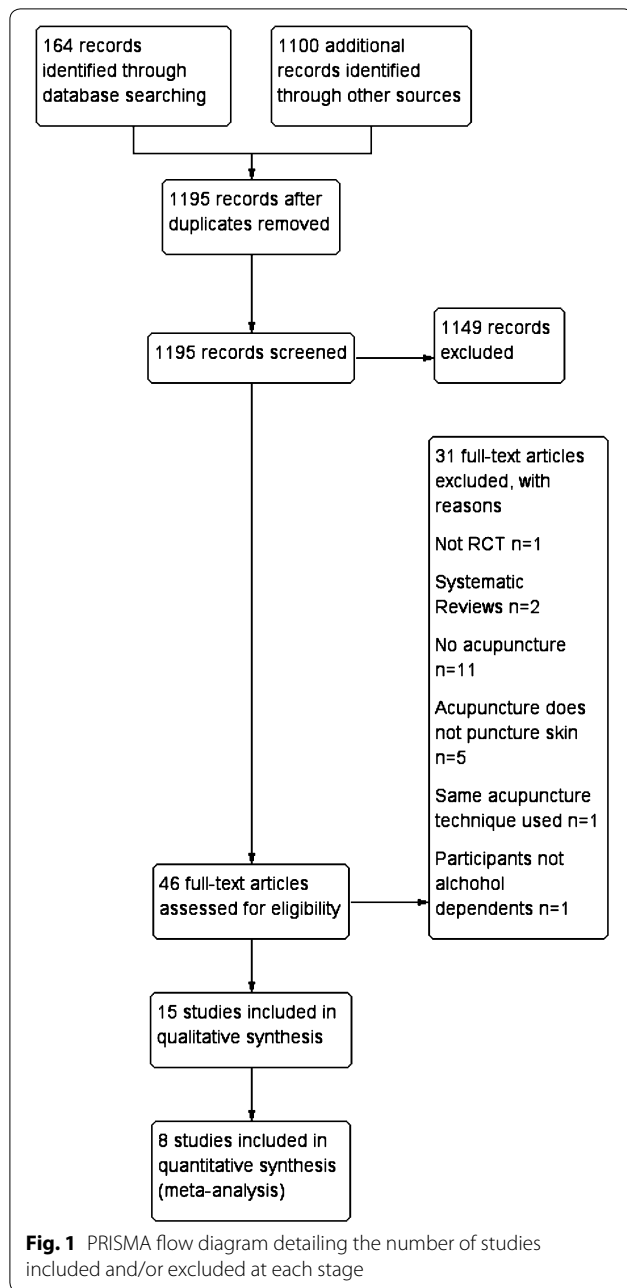 164 records
identified through
database searching
1100 additional
records identified
through other sources
1195 records after
duplicates removed
1195 records screened
1149 records
excluded
31 full-text articles
excluded, with
reasons
Not RCT n=1
Systematic
Reviews n=2
No acupuncture
n=11
Acupuncture does
not puncture skin
n=5
Same acupuncture
technique used n=1
Participants not
alchohol
dependents n=1
46 full-text articles
assessed for eligibility
15 studies included in
qualitative synthesis
8 studies included in
quantitative synthesis
(meta-analysis)
Fig. 1 PRISMA flow diagram detailing the number of studies
included and/or excluded at each stage